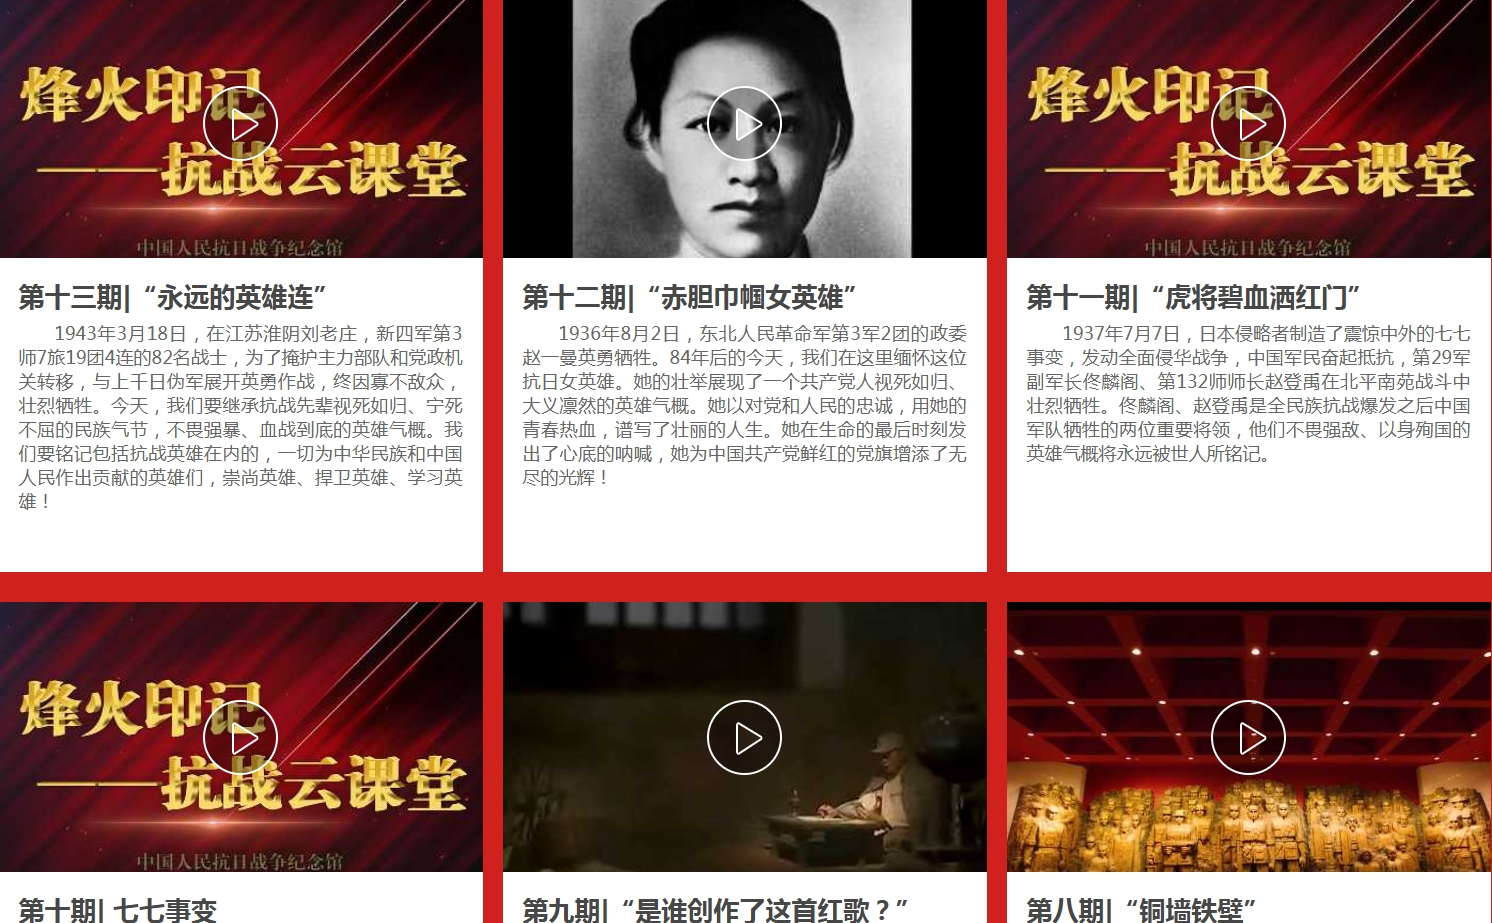 烽火印记
——抗战云课堂
中国人民抗日战争纪念馆
第十三期|“永远的英雄连”
1943年3月18日，在江苏淮阴刘老庄，新四军第3
师7旅19团4连的82名战士，为了掩护主力部队和党政机
关转移，与上千日伪军展开英勇作战，终因寡不敌众，
壮烈牺牲。今天，我们要继承抗战先辈视死如归、宁死
不屈的民族气节，不畏强暴、血战到底的英雄气概。我
们要铭记包括抗战英雄在内的，一切为中华民族和中国
人民作出贡献的英雄们，崇尚英雄、捍卫英雄、学习英
雄！
第十二期|“赤胆巾帼女英雄”
1936年8月2日，东北人民革命军第3军2团的政委
赵一曼英勇牺牲。84年后的今天，我们在这里缅怀这位
抗日女英雄。她的壮举展现了一个共产党人视死如归、
大义凛然的英雄气概。她以对党和人民的忠诚，用她的
青春热血，谱写了壮丽的人生。她在生命的最后时刻发
出了心底的呐喊，她为中国共产党鲜红的党旗增添了无
尽的光辉！
烽火印记
——抗战云课堂
中国人民抗日战争纪念馆
第十一期|“虎将碧血洒红门”
1937年7月7日，日本侵略者制造了震惊中外的七七
事变，发动全面侵华战争，中国军民奋起抵抗，第29军
副军长佟麟阁、第132师师长赵登禹在北平南苑战斗中
壮烈牺牲。佟麟阁、赵登禹是全民族抗战爆发之后中国
军队牺牲的两位重要将领，他们不畏强敌、以身殉国的
英雄气概将永远被世人所铭记。
烽火印记
——抗战云课堂
中国人民抗日战争纪念馆
第十期| 七七事变
第九期|“是谁创作了这首红歌？”
第八期|“铜墙铁壁”